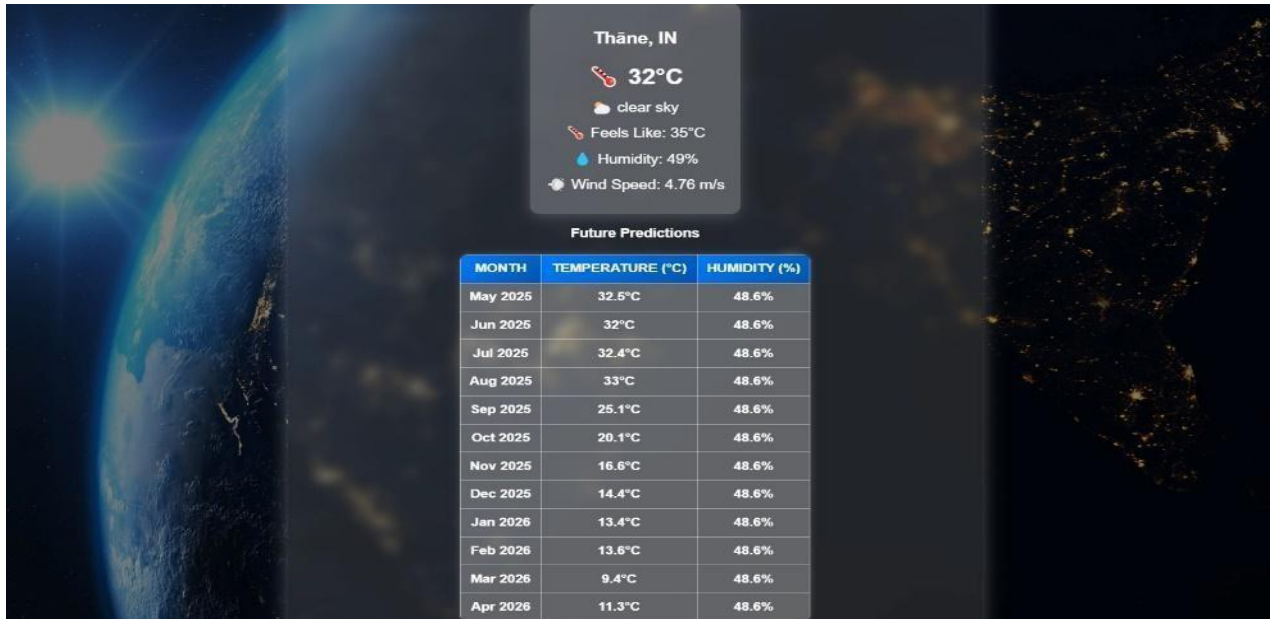 Thāne, IN
32°C
clear sky
Feels Like: 35°C
Humidity: 49%
Wind Speed: 4.76 m/s
Future Predictions
MONTH TEMPERATURE (°C) HUMIDITY (%)
May 2025 32.5°C 48.6%
Jun 2025 32°C 48.6%
Jul 2025 32.4°C 48.6%
Aug 2025 33°C 48.6%
Sep 2025 25.1°C 48.6%
Oct 2025 20.1°C 48.6%
Nov 2025 16.6°C 48.6%
Dec 2025 14.4°C 48.6%
Jan 2026 13.4°C 48.6%
Feb 2026 13.6°C 48.6%
Mar 2026 9.4°C 48.6%
Apr 2026 11.3°C 48.6%